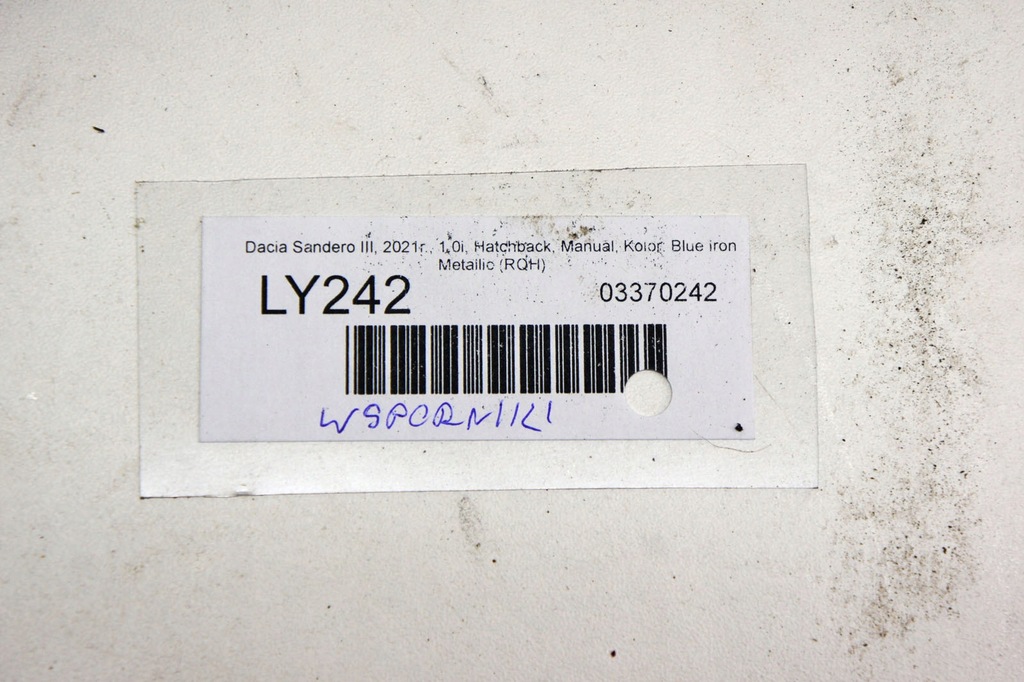 Dacia Sandero III, 2021r., 1.0i, Hatchback, Manual, Kolor: Blue Iron
Metallic (RQH)
LY242
03370242
WSPORNIKI